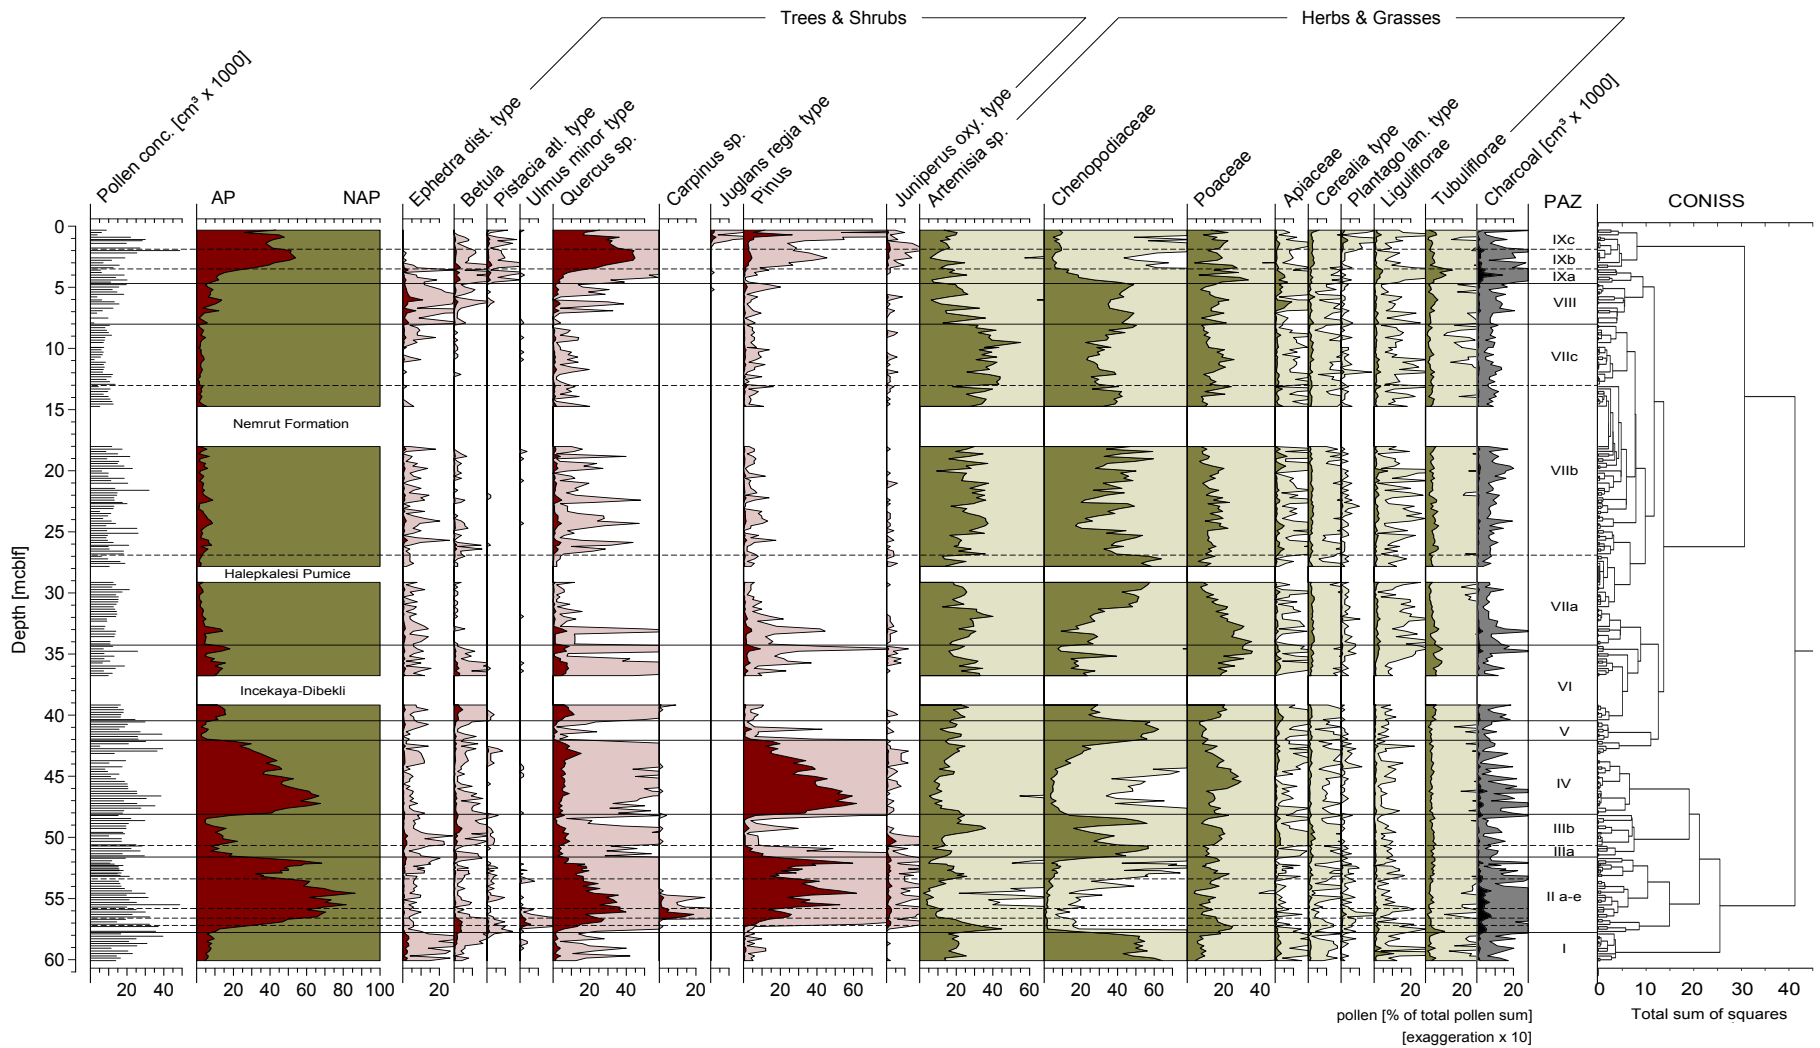 Trees & Shrubs
Herbs & Grasses
Pollen conc. [cm³ x 1000]
AP
NAP
Ephedra dist. type
Betula
Pistacia atl. type
Ulmus minor type
Quercus sp.
Carpinus sp.
Juglans regia type
Pinus
Juniperus oxy. type
Artemisia sp.
Chenopodiaceae
Poaceae
Apiaceae
Cerealia type
Plantago lan. type
Liguliflorae
Tubuliflorae
Charcoal [cm³ x 1000]
PAZ
CONISS
Depth [mcblf]
0
5
10
15
20
25
30
35
40
45
50
55
60
Nemrut Formation
Halepkalesi Pumice
Incekaya-Dibekli
IXc
IXb
IXa
VIII
VIIc
VIIb
VIIa
VI
V
IV
IIIb
IIIa
II a-e
I
20 40
20 40 60 80 100
20
20 40
20 60
20 40 60
20 40 60
20 40
20
20
20
0 10 20 30 40
pollen [% of total pollen sum]
[exaggeration x 10]
Total sum of squares